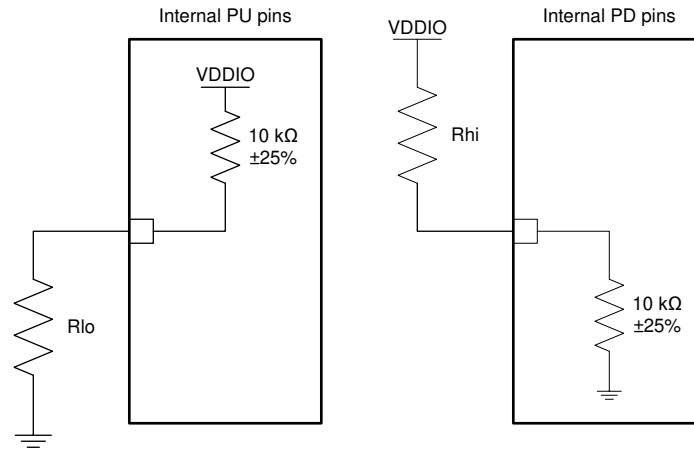 Internal PU pins
VDDIO
10 kΩ
±25%
Rlo
Internal PD pins
VDDIO
Rhi
10 kΩ
±25%